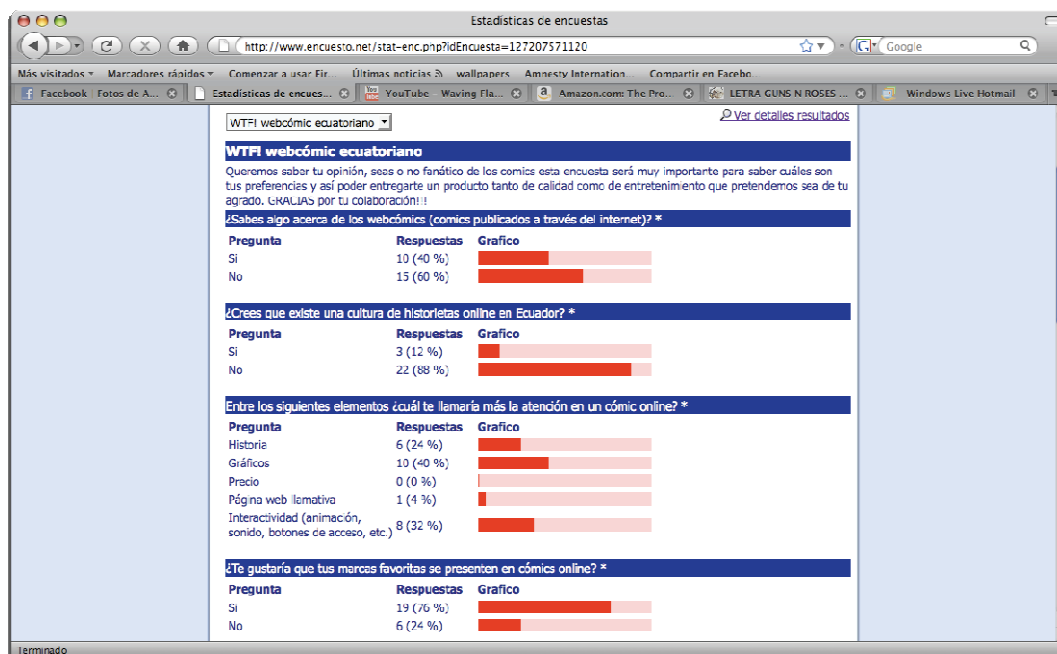 Estadísticas de encuestas
http://www.encuesto.net/stat-enc.php?idEncuesta=127207571120
Google
Más visitados Marcadores rápidos Comenzar a usar Fir... Últimas noticias wallpapers Amnesty Internation... Compartir en Facebo...
Facebook | Fotos de A... Estadísticas de encues... YouTube - Waving Fla... Amazon.com: The Pro... LETRA GUNS N ROSES ... Windows Live Hotmail
WTF! webcómic ecuatoriano Ver detalles resultados
WTF! webcómic ecuatoriano
Queremos saber tu opinión, seas o no fanático de los comics esta encuesta será muy importante para saber cuáles son
tus preferencias y así poder entregarte un producto tanto de calidad como de entretenimiento que pretendemos sea de tu
agrado. GRACIAS por tu colaboración!!!
¿Sabes algo acerca de los webcómics (comics publicados a través del internet)? *
Pregunta Respuestas Grafico
Si 10 (40 %)
No 15 (60 %)
¿Crees que existe una cultura de historietas online en Ecuador? *
Pregunta Respuestas Grafico
Si 3 (12 %)
No 22 (88 %)
Entre los siguientes elementos ¿cuál te llamaría más la atención en un cómic online? *
Pregunta Respuestas Grafico
Historia 6 (24 %)
Gráficos 10 (40 %)
Precio 0 (0 %)
Página web llamativa 1 (4 %)
Interactividad (animación,
sonido, botones de acceso, etc.) 8 (32 %)
¿Te gustaría que tus marcas favoritas se presenten en cómics online? *
Pregunta Respuestas Grafico
Si 19 (76 %)
No 6 (24 %)
Terminado